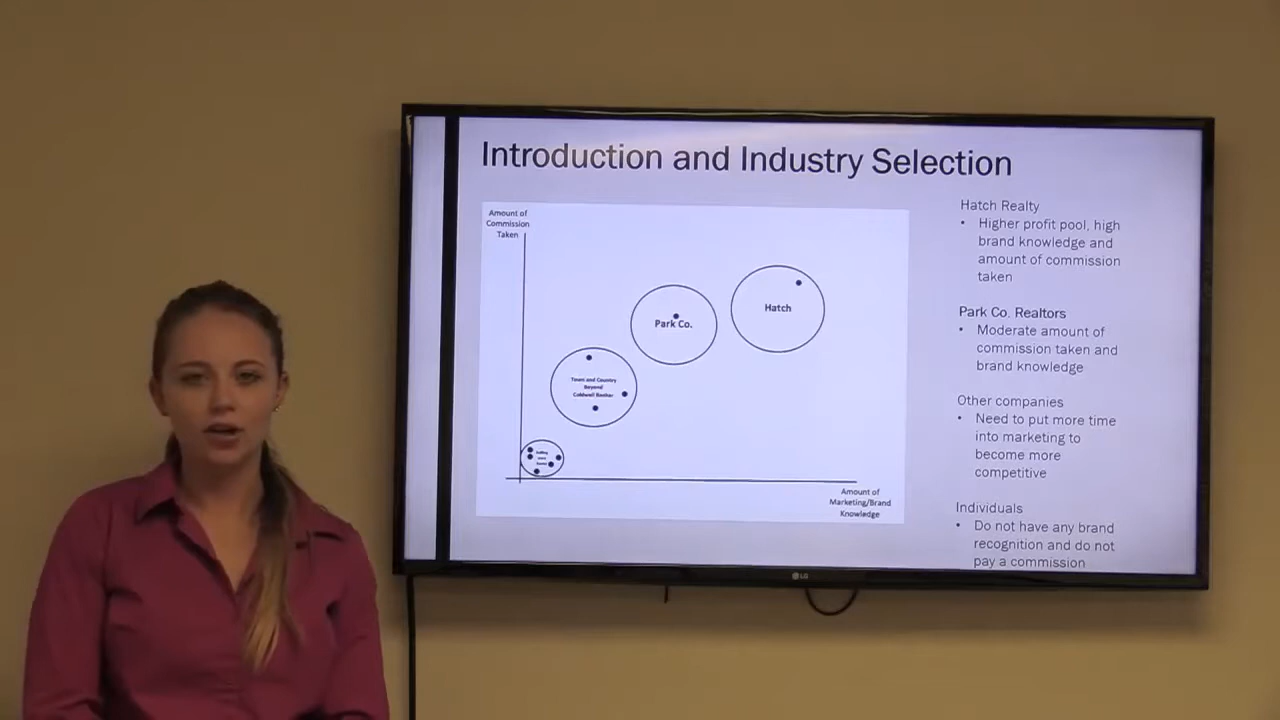 Introduction and Industry Selection
Amount of
Commission
Taken
Hatch
Park Co.
Town and Country
Beyond
Coldwell Banker
Selling
own
home
Amount of
Marketing/Brand
Knowledge
Hatch Realty
• Higher profit pool, high
brand knowledge and
amount of commission
taken
Park Co. Realtors
• Moderate amount of
commission taken and
brand knowledge
Other companies
• Need to put more time
into marketing to
become more
competitive
Individuals
• Do not have any brand
recognition and do not
pay a commission
LG